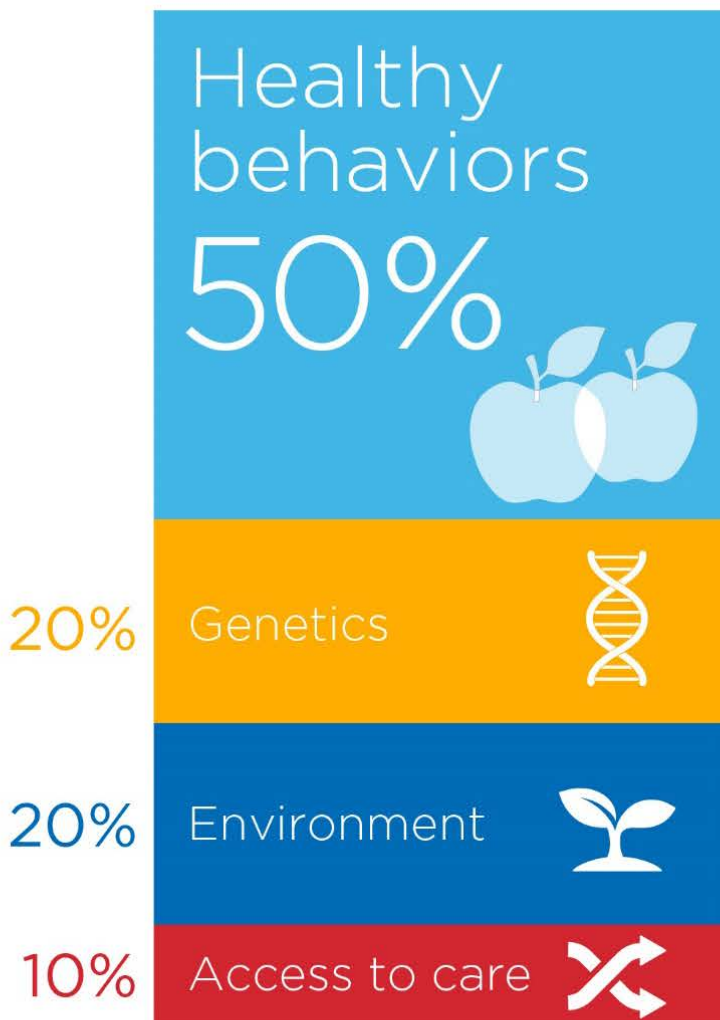 Healthy
behaviors
50%
20% Genetics
20% Environment
10% Access to care